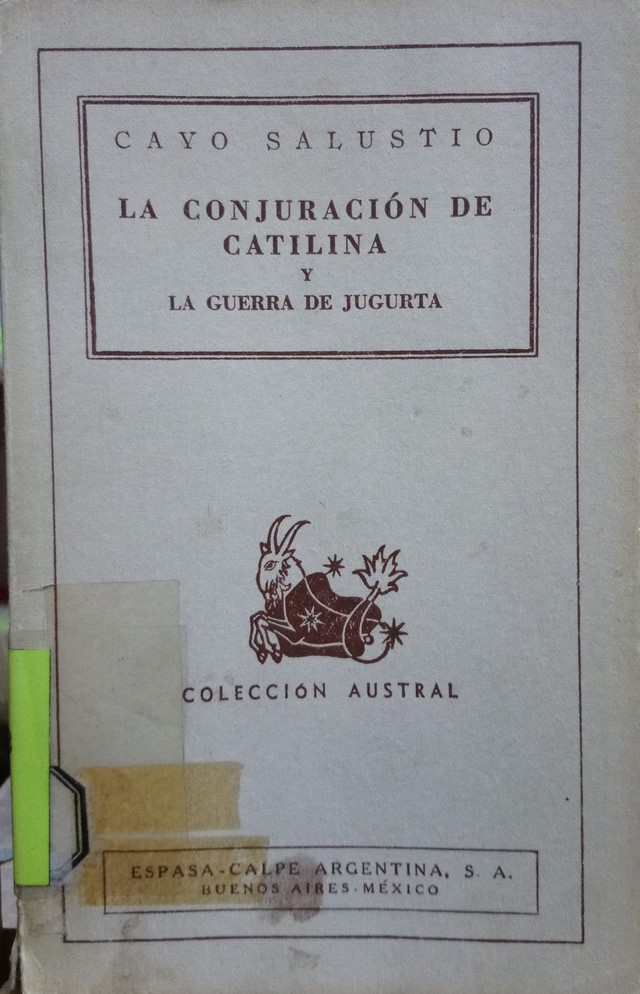 CAYO SALUSTIO
LA CONJURACIÓN DE
CATILINA
Y
LA GUERRA DE JUGURTA
COLECCIÓN AUSTRAL
ESPASA-CALPE ARGENTINA, S. A.
BUENOS AIRES-MÉXICO